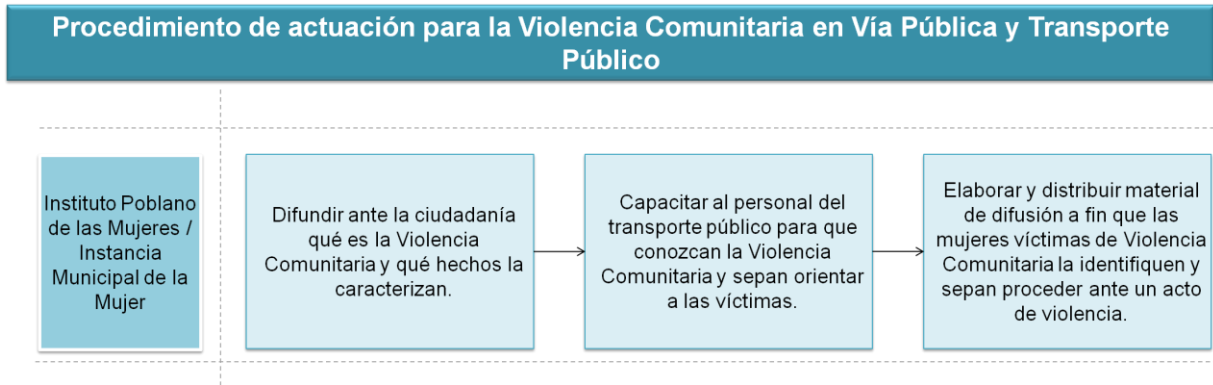 Procedimiento de actuación para la Violencia Comunitaria en Vía Pública y Transporte
Público
Instituto Poblano
de las Mujeres /
Instancia
Municipal de la
Mujer
Difundir ante la ciudadanía
qué es la Violencia
Comunitaria y qué hechos la
caracterizan.
Capacitar al personal del
transporte público para que
conozcan la Violencia
Comunitaria y sepan orientar
a las víctimas.
Elaborar y distribuir material
de difusión a fin que las
mujeres víctimas de Violencia
Comunitaria la identifiquen y
sepan proceder ante un acto
de violencia.